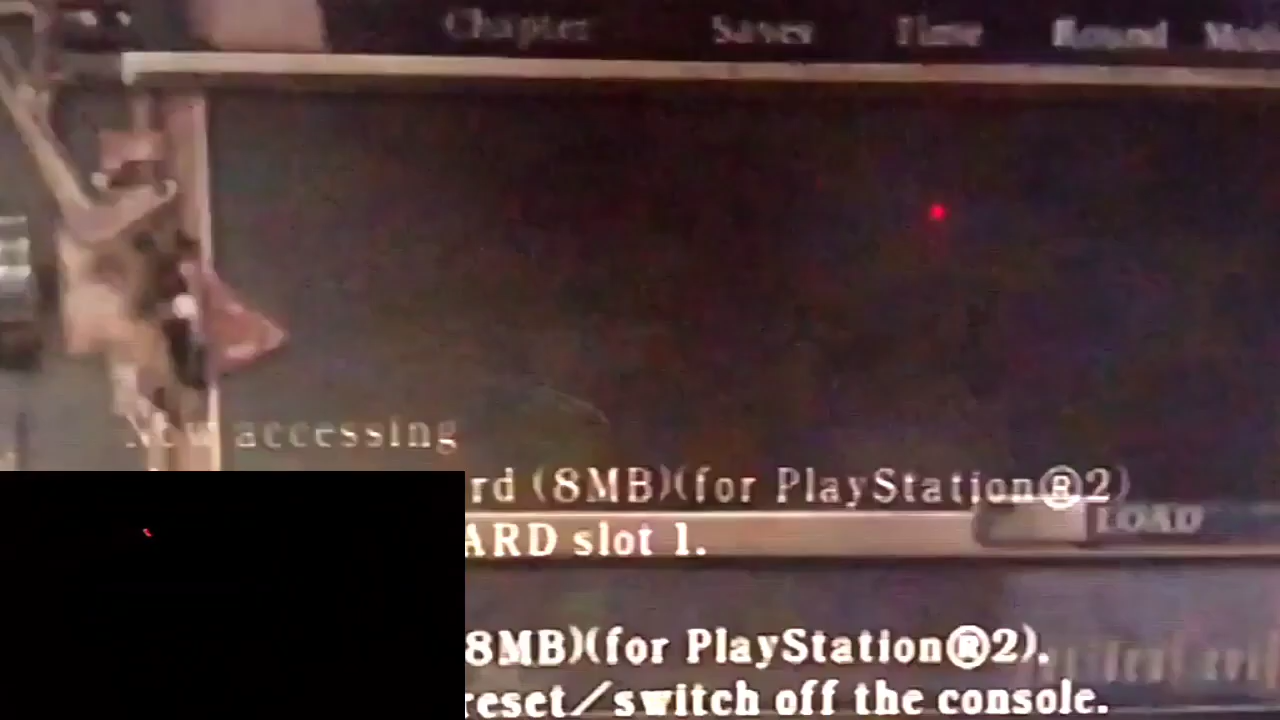 Chapter Saves Time Round
Now accessing
rd (8MB)(for PlayStation®2)
ARD slot 1.
LOAD
8MB)(for PlayStation®2).
reset/switch off the console.